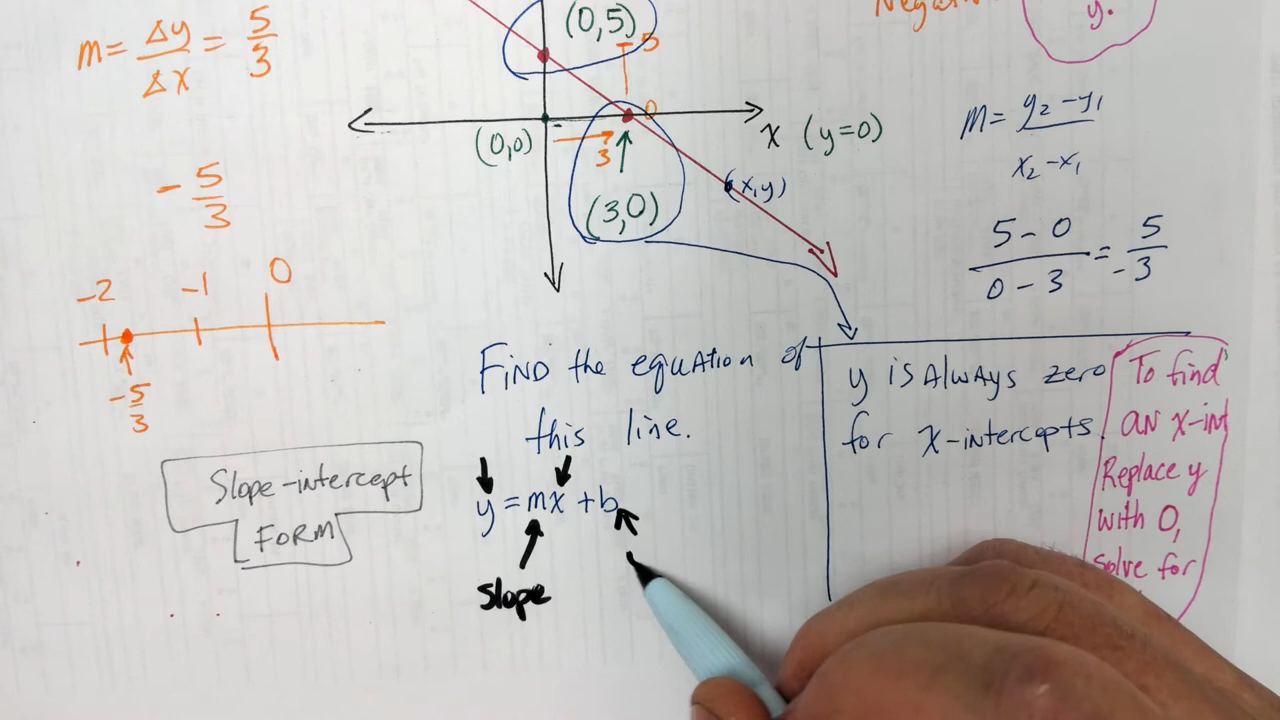 m = Δy/Δx = 5/3
(0,5)
5
0
y.
(0,0)
3
x (y=0)
(3,0)
(x,y)
m = y₂ - y₁ / x₂ - x₁
5 - 0 / 0 - 3 = 5/-3
- 5/3
-2 -1 0
-5/3
Find the equation of
this line.
y is always zero
for x-intercepts.
To find
an x-int
Replace y
with 0,
solve for
Slope-intercept
Form
y = mx + b
slope